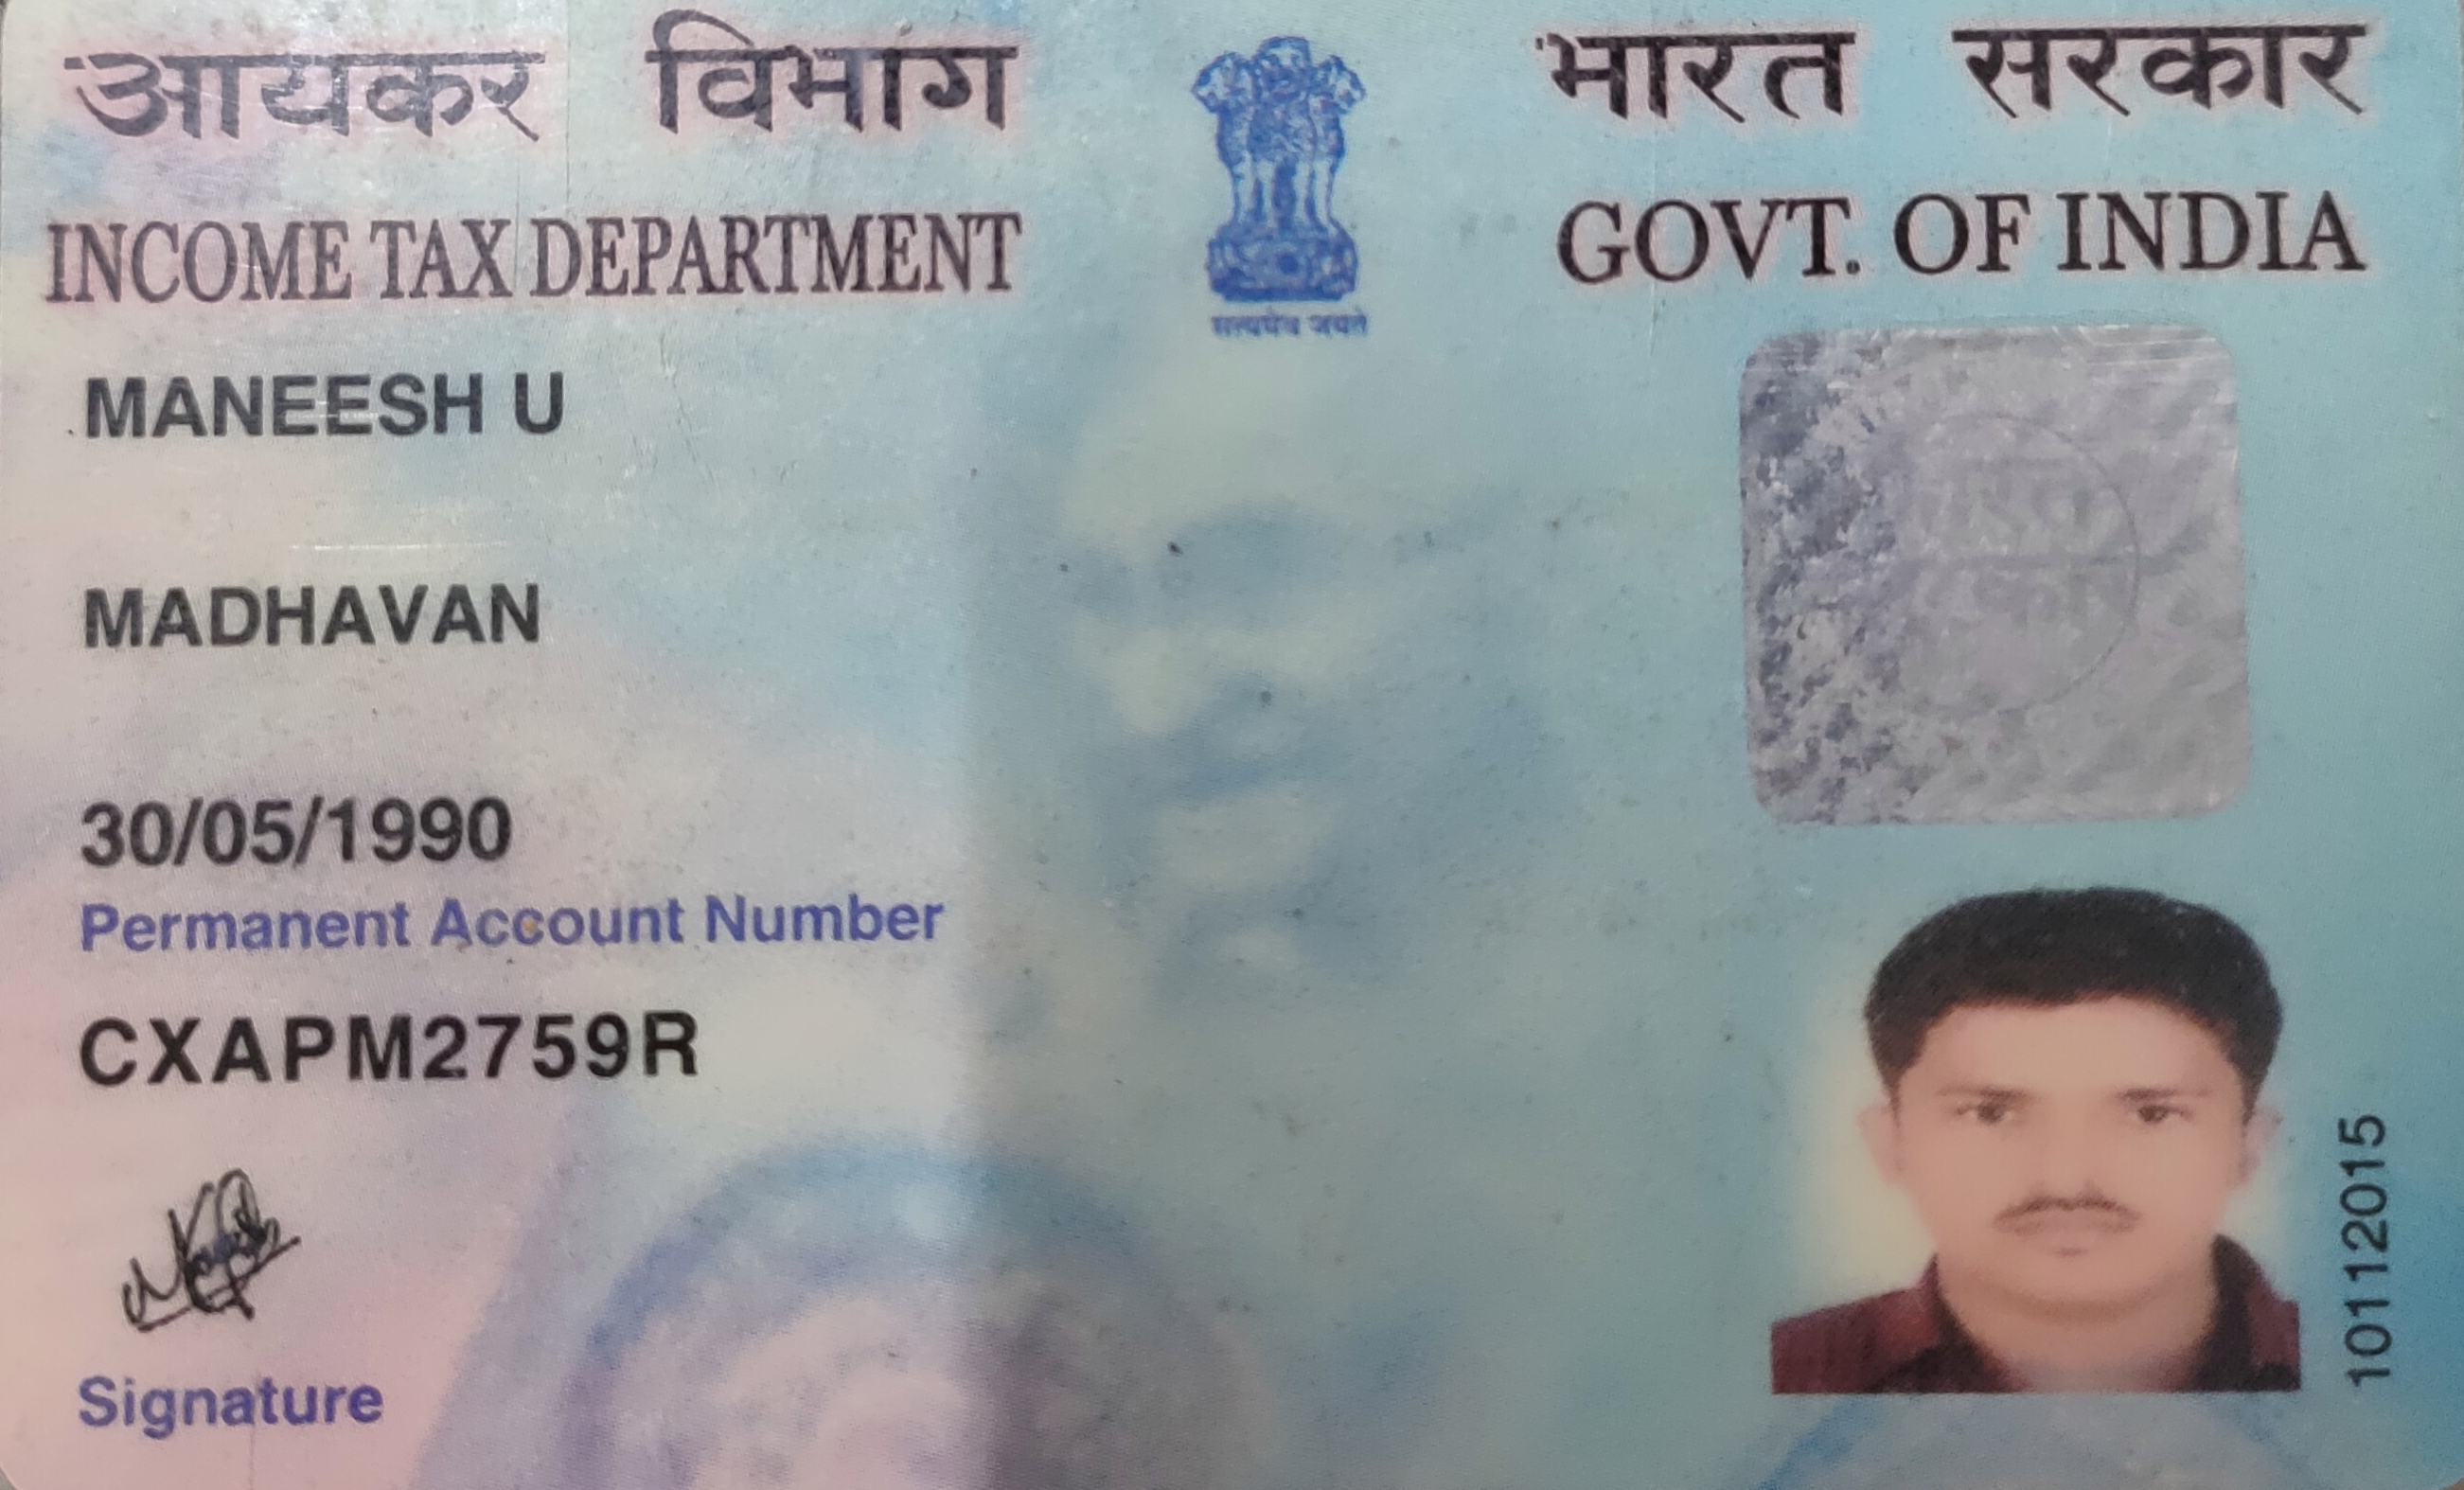 आयकर विभाग
INCOME TAX DEPARTMENT
भारत सरकार
GOVT. OF INDIA
सत्यमेव जयते
MANEESH U
MADHAVAN
30/05/1990
Permanent Account Number
CXAPM2759R
Signature
10112015